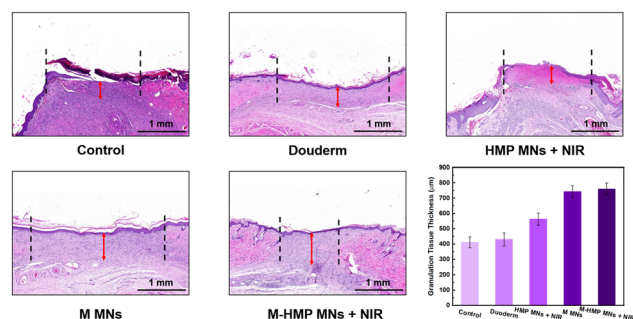 1 mm
1 mm
1 mm
Control
Douderm
HMP MNs + NIR
1 mm
1 mm
M MNs
M-HMP MNs + NIR
Granulation Tissue Thickness (μm)
900
800
700
600
500
400
300
200
100
0
Control
Duoderm
HMP MNs + NIR
M MNs
M-HMP MNs + NIR